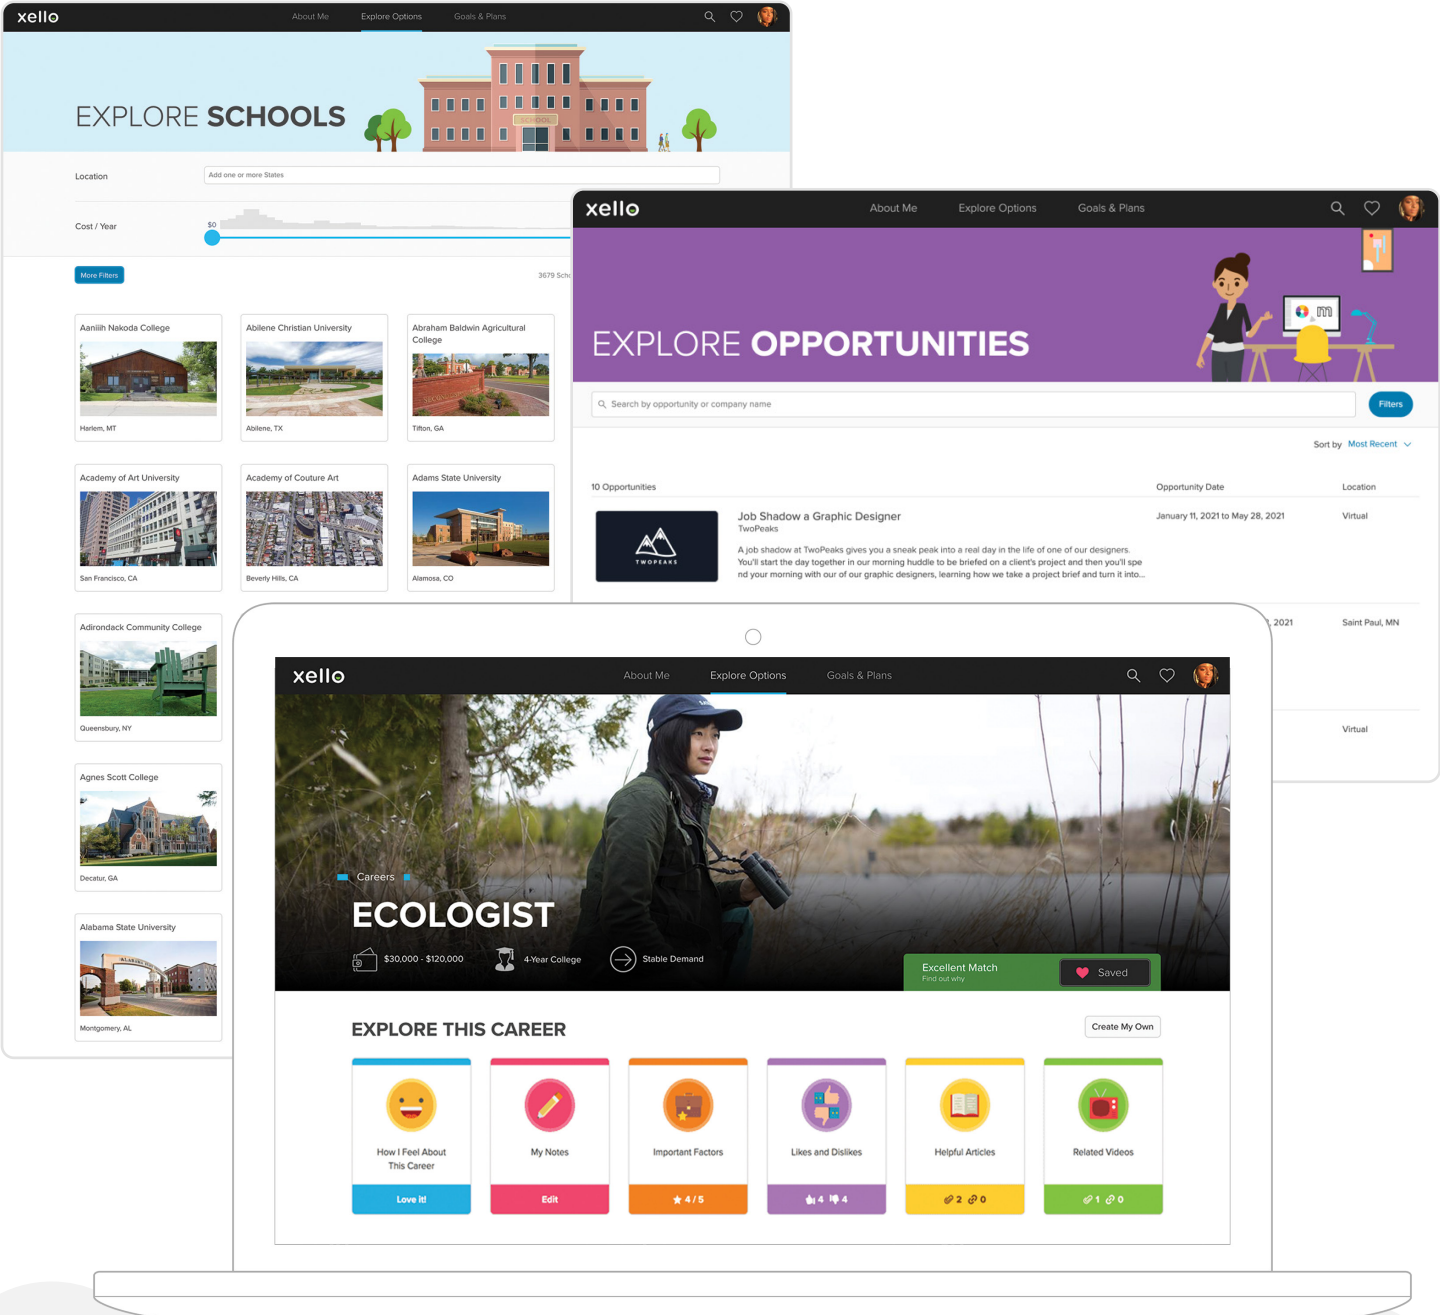 xello
About Me
Explore Options
Goals & Plans
EXPLORE SCHOOLS
SCHOOL
Location
Add one or more States
Cost / Year
$0
More Filters
3679
Aaniiih Nakoda College
Harlem, MT
Abilene Christian University
Abilene, TX
Abraham Baldwin Agricultural
College
Tifton, GA
Academy of Art University
San Francisco, CA
Academy of Couture Art
Beverly Hills, CA
Adams State University
Alamosa, CO
Adirondack Community College
Queensbury, NY
Agnes Scott College
Decatur, GA
Alabama State University
Montgomery, AL
xello
About Me
Explore Options
Goals & Plans
m
EXPLORE OPPORTUNITIES
Search by opportunity or company name
Filters
Sort by Most Recent
10 Opportunities
Opportunity Date
Location
TWOPEAKS
Job Shadow a Graphic Designer
TwoPeaks
A job shadow at TwoPeaks gives you a sneak peak into a real day in the life of one of our designers.
You'll start the day together in our morning huddle to be briefed on a client's project and then you'll spe
nd your morning with our of our graphic designers, learning how we take a project brief and turn it into...
January 11, 2021 to May 28, 2021
Virtual
, 2021
Saint Paul, MN
Virtual
xello
About Me
Explore Options
Goals & Plans
Careers
ECOLOGIST
$30,000 - $120,000
4-Year College
Stable Demand
Excellent Match
Find out why
Saved
EXPLORE THIS CAREER
Create My Own
How I Feel About
This Career
Love it!
My Notes
Edit
Important Factors
4 / 5
Likes and Dislikes
4 4
Helpful Articles
2 0
Related Videos
1 0